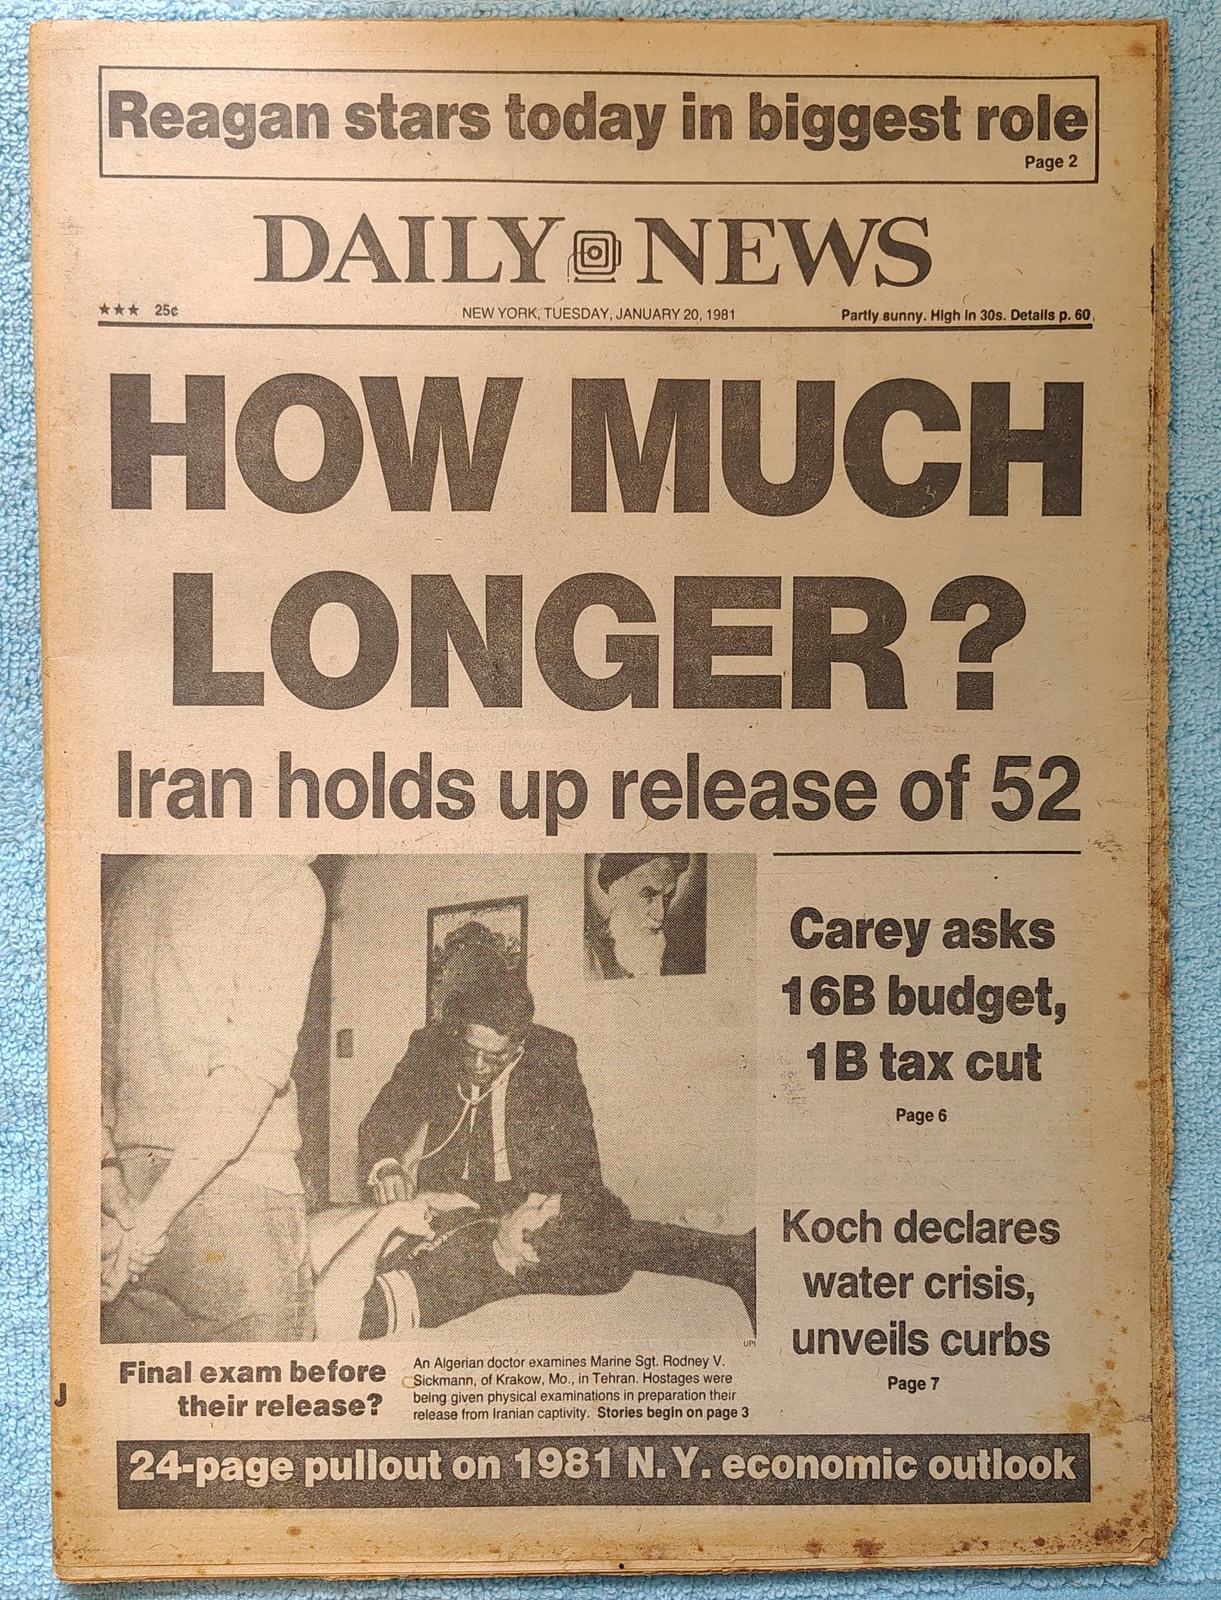 Reagan stars today in biggest role
Page 2
DAILY NEWS
★★★ 25¢
NEW YORK, TUESDAY, JANUARY 20, 1981
Partly sunny. High in 30s. Details p. 60
HOW MUCH
LONGER?
Iran holds up release of 52
UPI
Final exam before
their release?
An Algerian doctor examines Marine Sgt. Rodney V.
Sickmann, of Krakow, Mo., in Tehran. Hostages were
being given physical examinations in preparation their
release from Iranian captivity. Stories begin on page 3
Carey asks
16B budget,
1B tax cut
Page 6
Koch declares
water crisis,
unveils curbs
Page 7
J
24-page pullout on 1981 N.Y. economic outlook